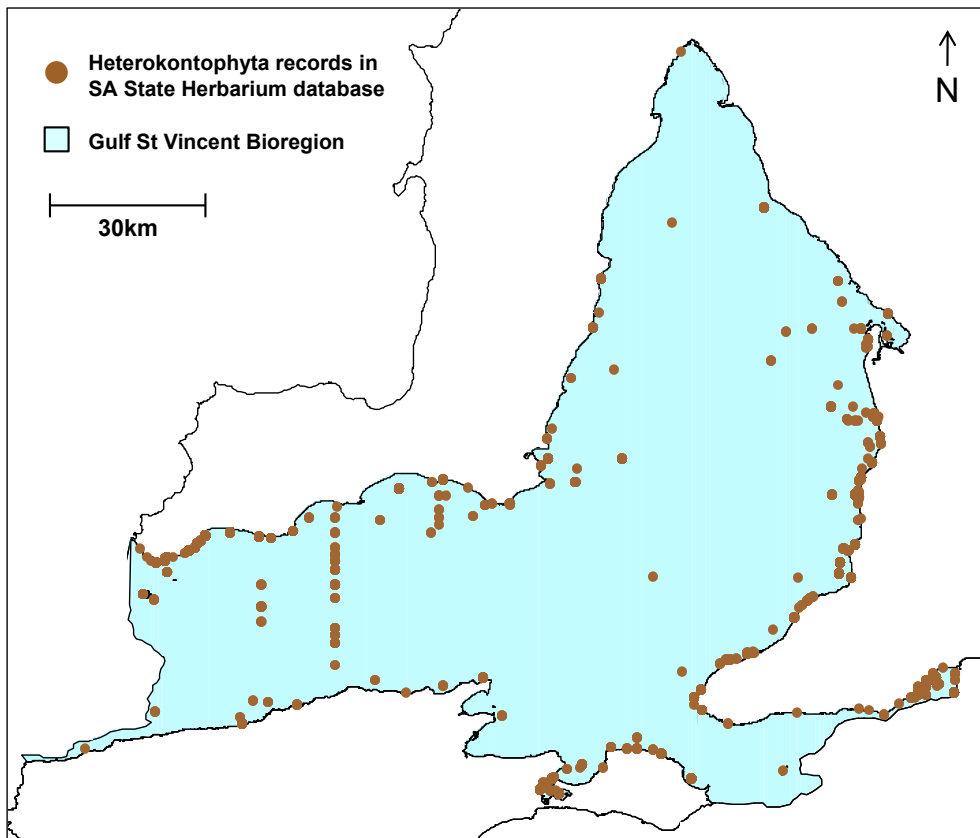 Heterokontophyta records in
SA State Herbarium database
Gulf St Vincent Bioregion
30km
N